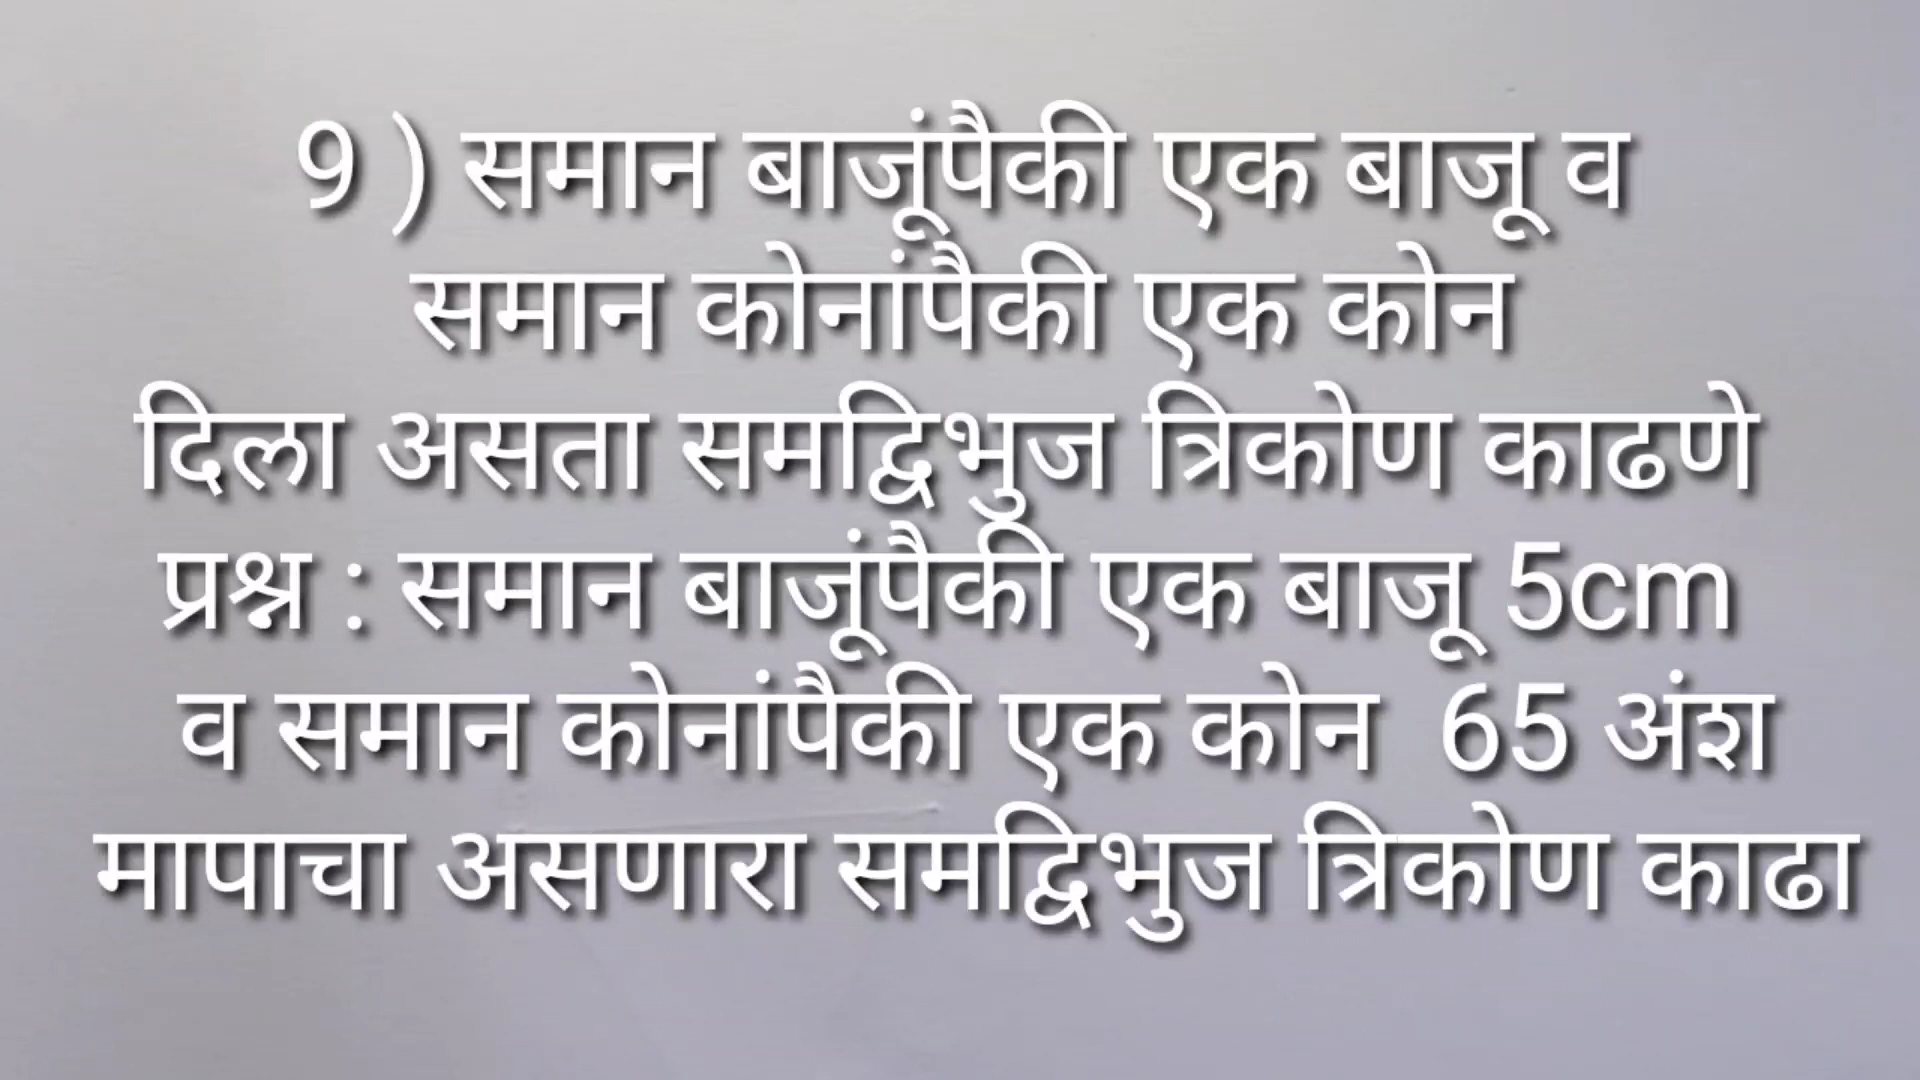 9 ) समान बाजूंपैकी एक बाजू व
समान कोनांपैकी एक कोन
दिला असता समद्विभुज त्रिकोण काढणे
प्रश्न : समान बाजूंपैकी एक बाजू 5cm
व समान कोनांपैकी एक कोन 65 अंश
मापाचा असणारा समद्विभुज त्रिकोण काढा